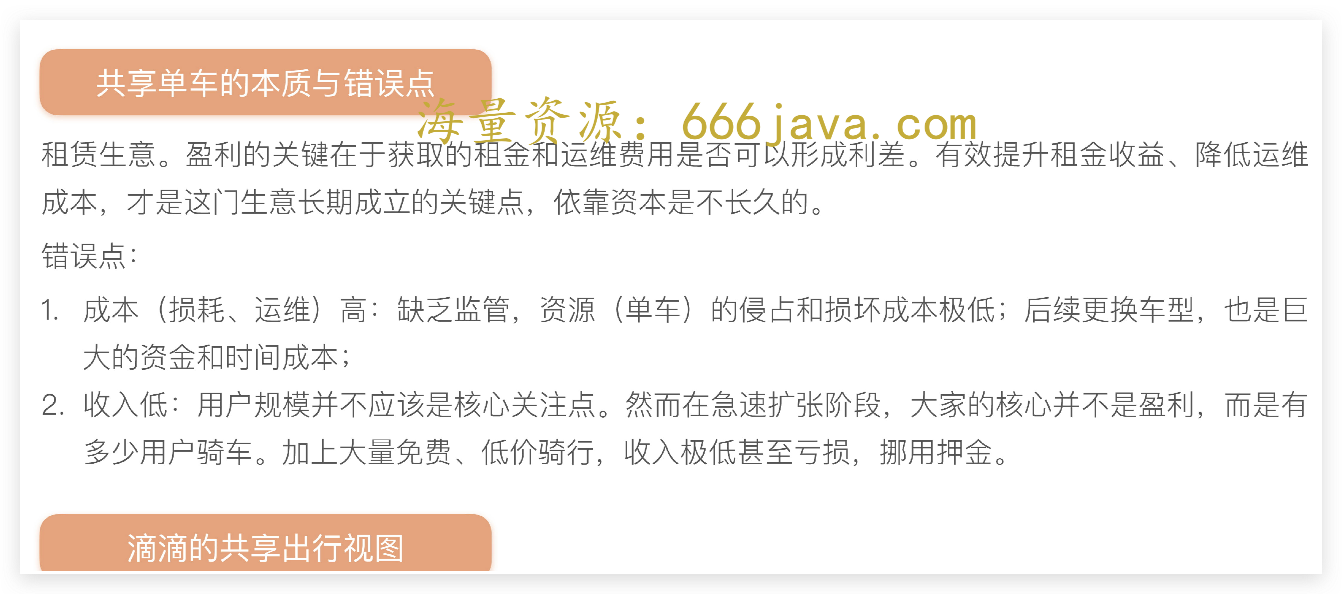 共享单车的本质与错误点
海量资源：666java.com
租赁生意。盈利的关键在于获取的租金和运维费用是否可以形成利差。有效提升租金收益、降低运维
成本，才是这门生意长期成立的关键点，依靠资本是不长久的。
错误点：
1. 成本（损耗、运维）高：缺乏监管，资源（单车）的侵占和损坏成本极低；后续更换车型，也是巨
大的资金和时间成本；
2. 收入低：用户规模并不应该是核心关注点。然而在急速扩张阶段，大家的核心并不是盈利，而是有
多少用户骑车。加上大量免费、低价骑行，收入极低甚至亏损，挪用押金。
滴滴的共享出行视图